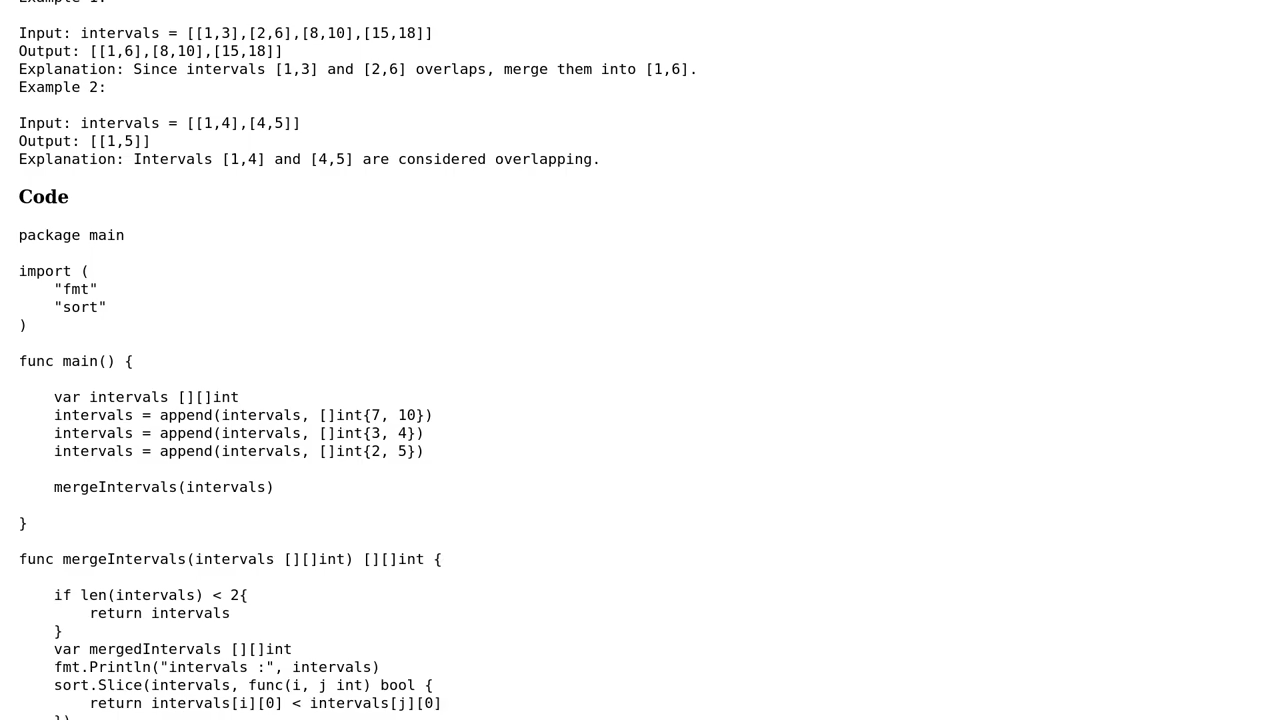 Example 1:
Input: intervals = [[1,3],[2,6],[8,10],[15,18]]
Output: [[1,6],[8,10],[15,18]]
Explanation: Since intervals [1,3] and [2,6] overlaps, merge them into [1,6].
Example 2:
Input: intervals = [[1,4],[4,5]]
Output: [[1,5]]
Explanation: Intervals [1,4] and [4,5] are considered overlapping.
Code
package main
import (
    "fmt"
    "sort"
)
func main() {
    var intervals [][]int
    intervals = append(intervals, []int{7, 10})
    intervals = append(intervals, []int{3, 4})
    intervals = append(intervals, []int{2, 5})
    mergeIntervals(intervals)
}
func mergeIntervals(intervals [][]int) [][]int {
    if len(intervals) < 2{
        return intervals
    }
    var mergedIntervals [][]int
    fmt.Println("intervals :", intervals)
    sort.Slice(intervals, func(i, j int) bool {
        return intervals[i][0] < intervals[j][0]
    })